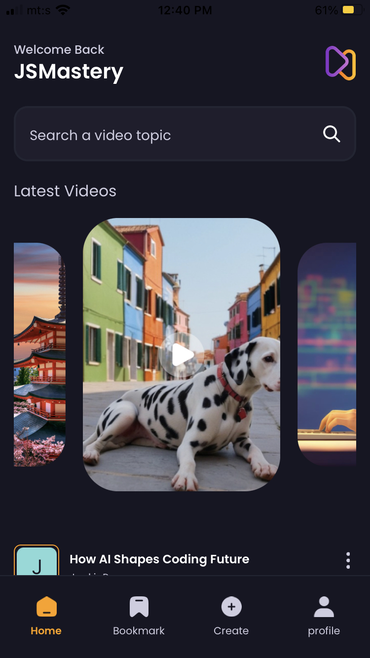 mt:s 12:40 PM 61%
Welcome Back
JSMastery
Search a video topic
Latest Videos
J
How AI Shapes Coding Future
Home Bookmark Create profile